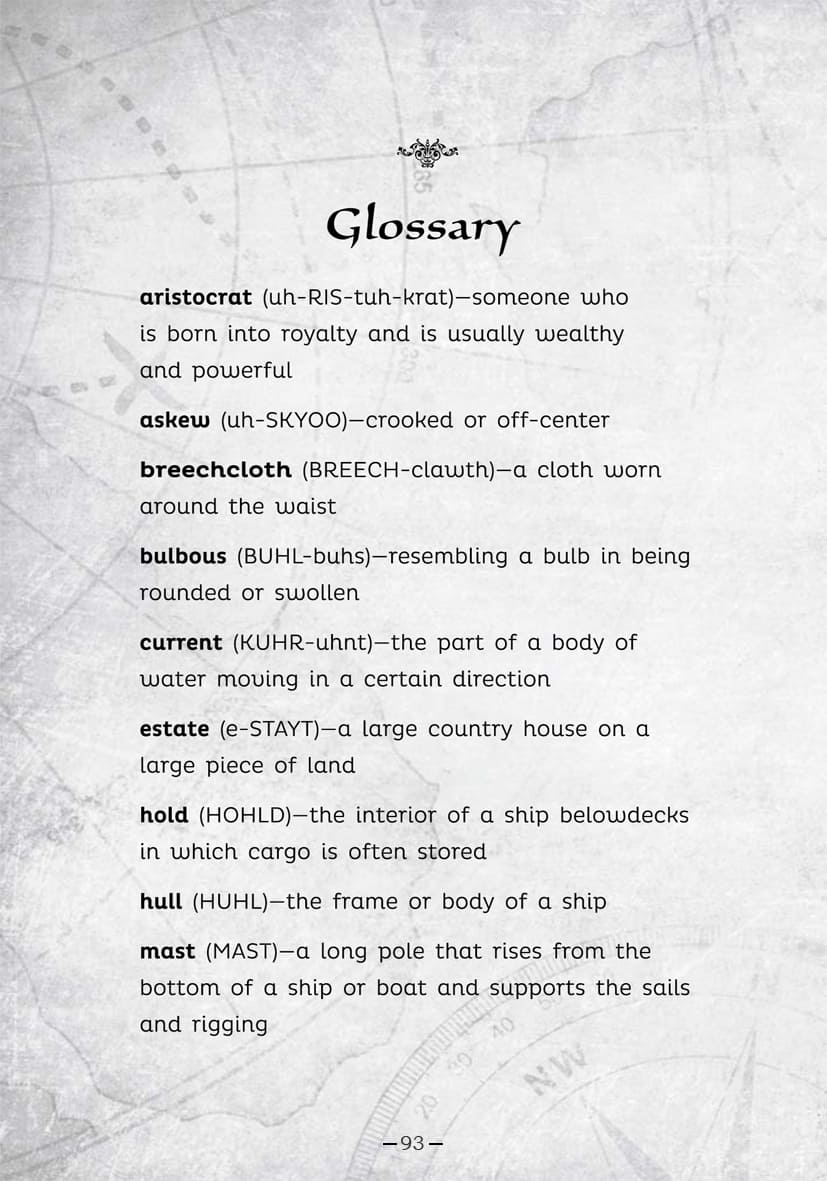 Glossary
aristocrat (uh-RIS-tuh-krat)—someone who
is born into royalty and is usually wealthy
and powerful
askew (uh-SKYOO)—crooked or off-center
breechcloth (BREECH-clawth)—a cloth worn
around the waist
bulbous (BUHL-buhs)—resembling a bulb in being
rounded or swollen
current (KUHR-uhnt)—the part of a body of
water moving in a certain direction
estate (e-STAYT)—a large country house on a
large piece of land
hold (HOHLD)—the interior of a ship belowdecks
in which cargo is often stored
hull (HUHL)—the frame or body of a ship
mast (MAST)—a long pole that rises from the
bottom of a ship or boat and supports the sails
and rigging
40
30
20
NW
—93—